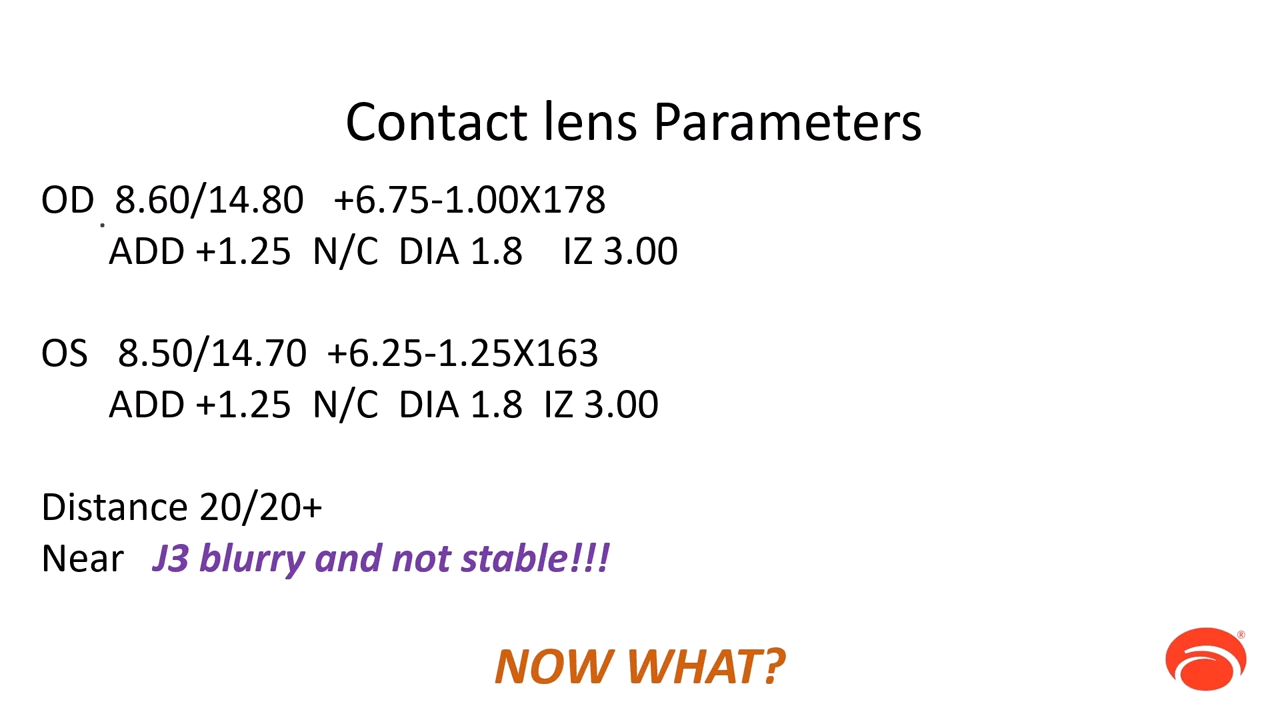 Contact lens Parameters
OD 8.60/14.80 +6.75-1.00X178
ADD +1.25 N/C DIA 1.8 IZ 3.00
OS 8.50/14.70 +6.25-1.25X163
ADD +1.25 N/C DIA 1.8 IZ 3.00
Distance 20/20+
Near J3 blurry and not stable!!!
NOW WHAT?
®